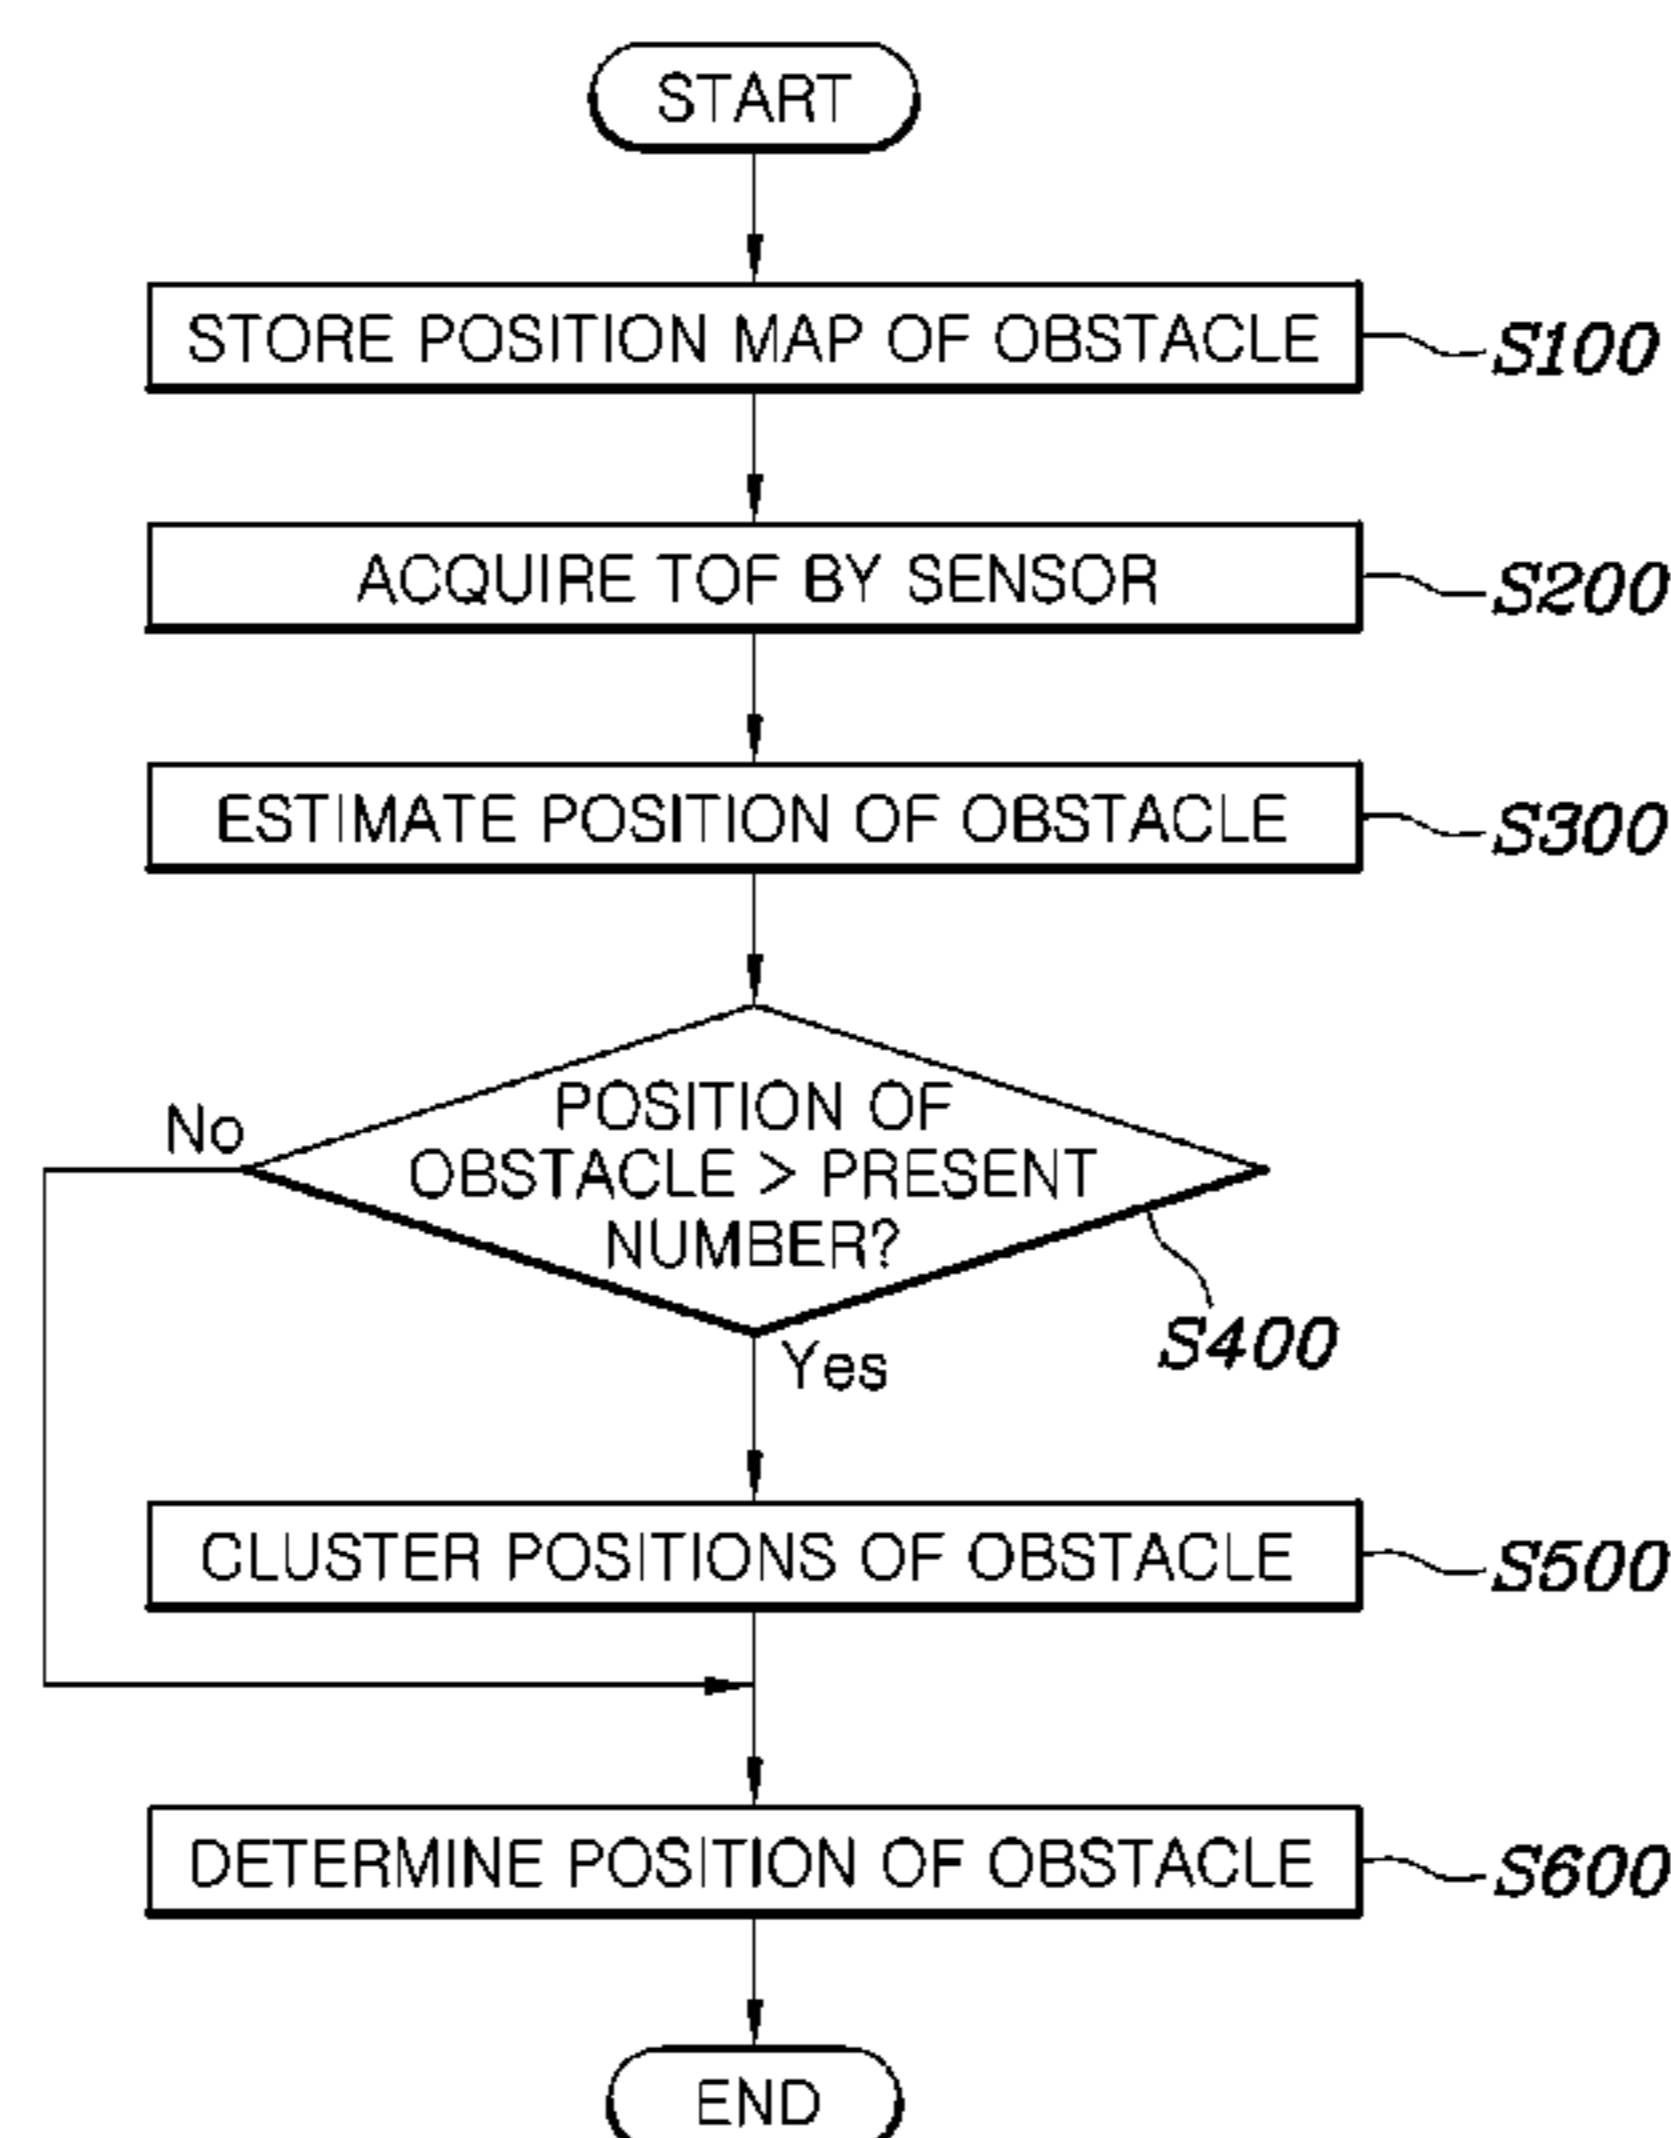 START
STORE POSITION MAP OF OBSTACLE
S100
ACQUIRE TOF BY SENSOR
S200
ESTIMATE POSITION OF OBSTACLE
S300
POSITION OF
OBSTACLE > PRESENT
NUMBER?
No
S400
Yes
CLUSTER POSITIONS OF OBSTACLE
S500
DETERMINE POSITION OF OBSTACLE
S600
END